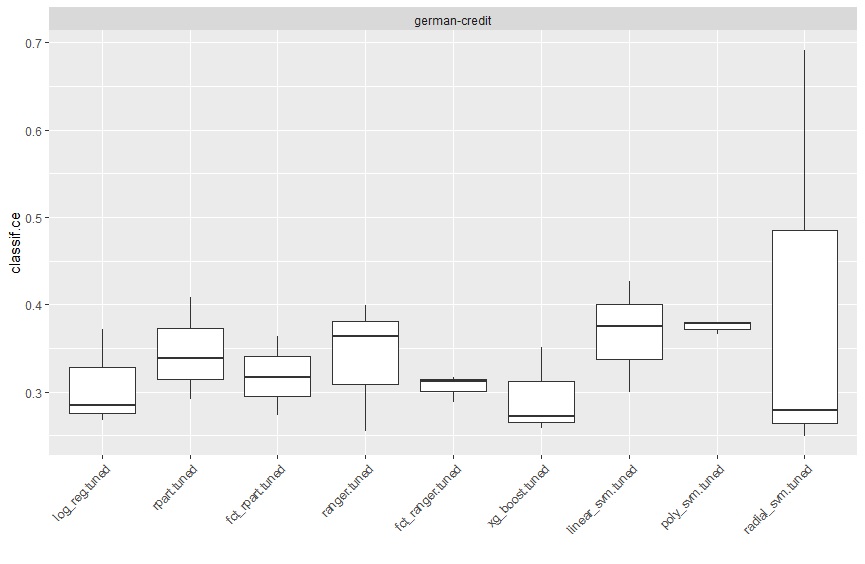 german-credit
0.7
0.6
0.5
0.4
0.3
classif.ce
log_reg.tuned
rpart.tuned
fct_rpart.tuned
ranger.tuned
fct_ranger.tuned
xg_boost.tuned
linear_svm.tuned
poly_svm.tuned
radial_svm.tuned